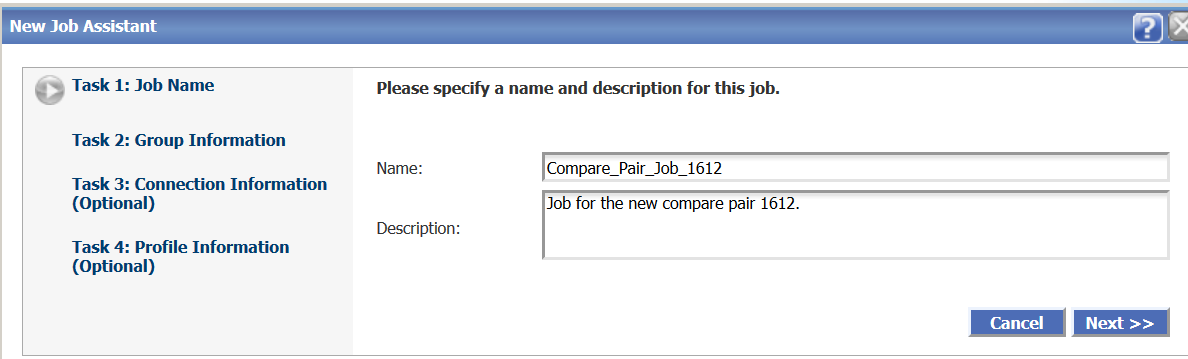 New Job Assistant
?
Task 1: Job Name
Task 2: Group Information
Task 3: Connection Information
(Optional)
Task 4: Profile Information
(Optional)
Please specify a name and description for this job.
Name:
Compare_Pair_Job_1612
Description:
Job for the new compare pair 1612.
Cancel
Next >>